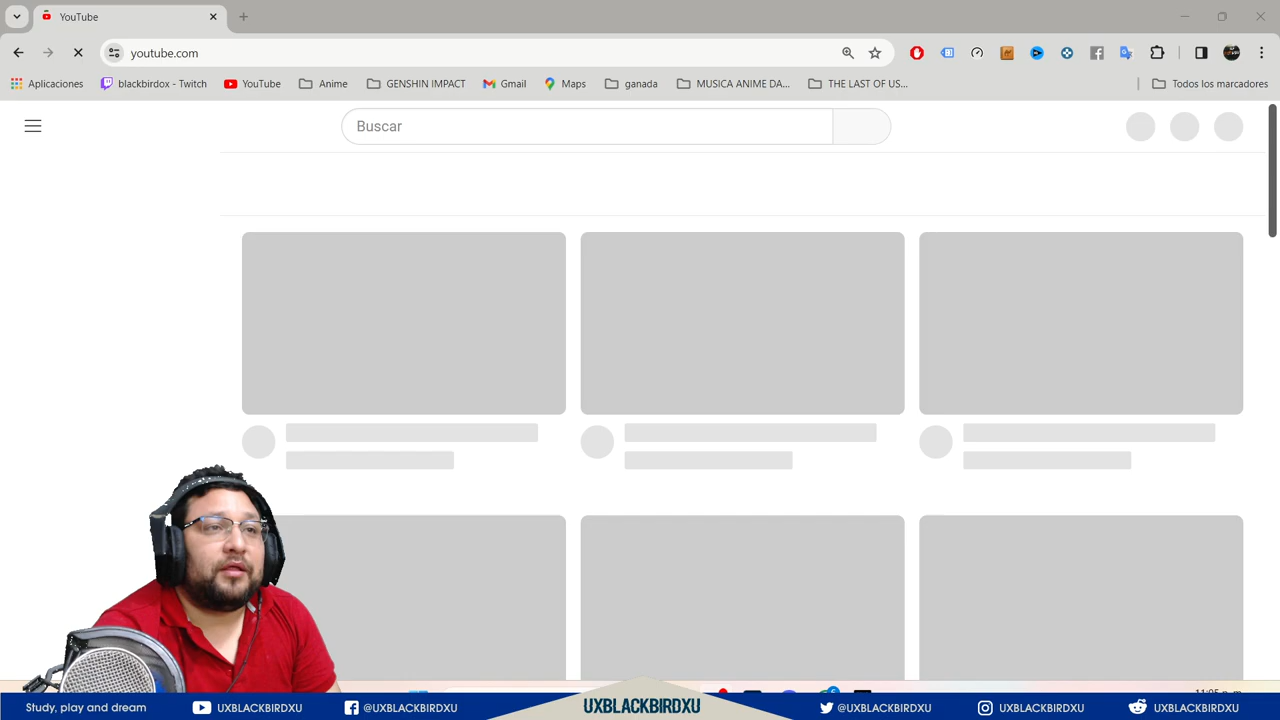 YouTube
youtube.com
Aplicaciones
blackbirdox - Twitch
YouTube
Anime
GENSHIN IMPACT
Gmail
Maps
ganada
MUSICA ANIME DA...
THE LAST OF US...
Todos los marcadores
Buscar
Study, play and dream
UXBLACKBIRDXU
@UXBLACKBIRDXU
UXBLACKBIRDXU
@UXBLACKBIRDXU
UXBLACKBIRDXU
UXBLACKBIRDXU